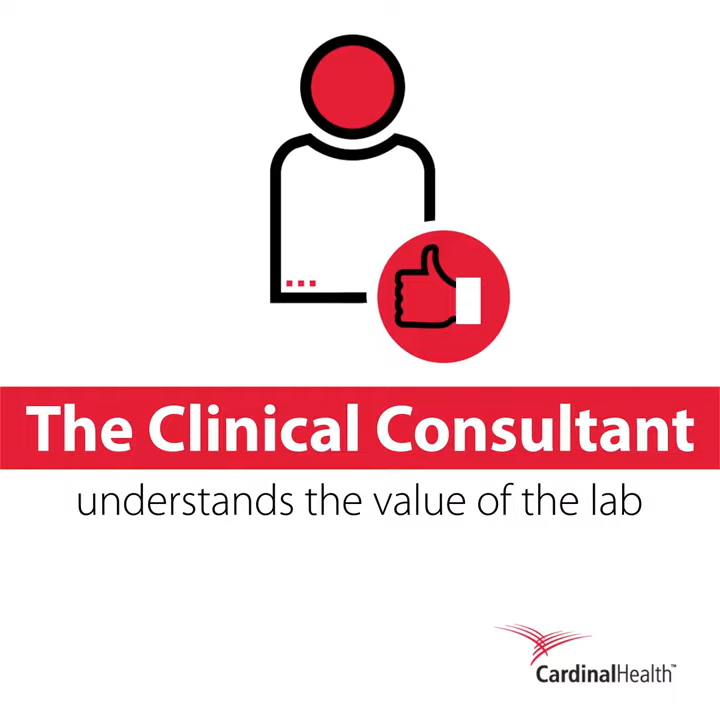 The Clinical Consultant
understands the value of the lab
CardinalHealth™